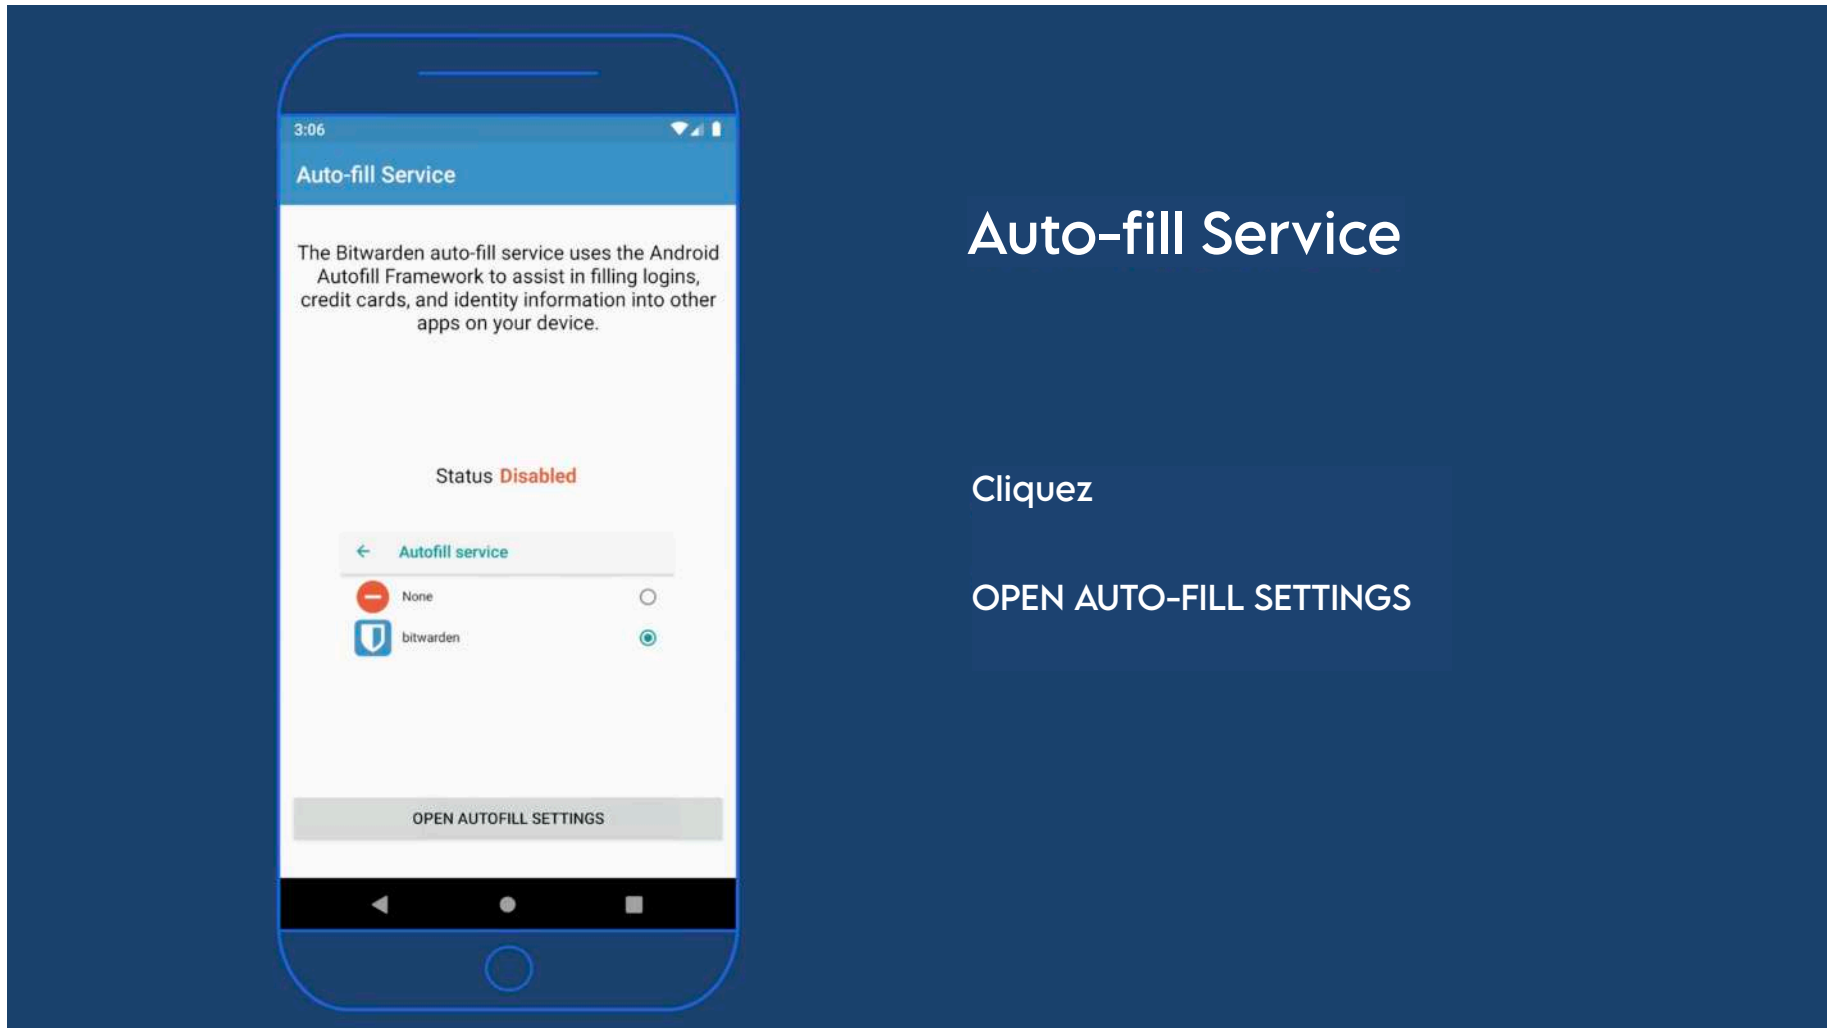 3:06
Auto-fill Service
The Bitwarden auto-fill service uses the Android
Autofill Framework to assist in filling logins,
credit cards, and identity information into other
apps on your device.
Status Disabled
Autofill service
None
bitwarden
OPEN AUTOFILL SETTINGS
Auto-fill Service
Cliquez
OPEN AUTO-FILL SETTINGS